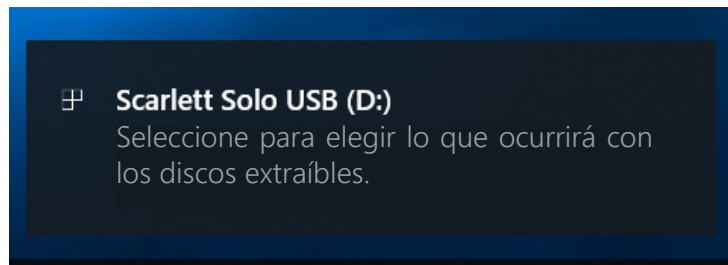 Scarlett Solo USB (D:)
Seleccione para elegir lo que ocurrirá con
los discos extraíbles.